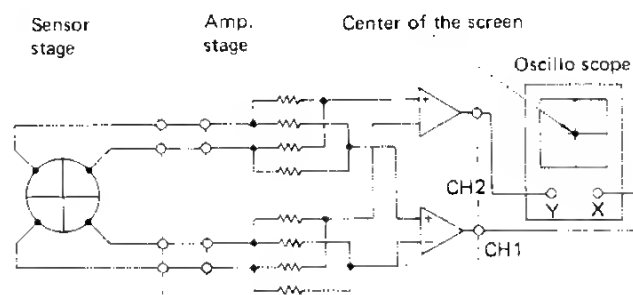 Sensor
stage
Amp.
stage
Center of the screen
Oscillo scope
+
-
CH2
Y
X
+
-
CH1